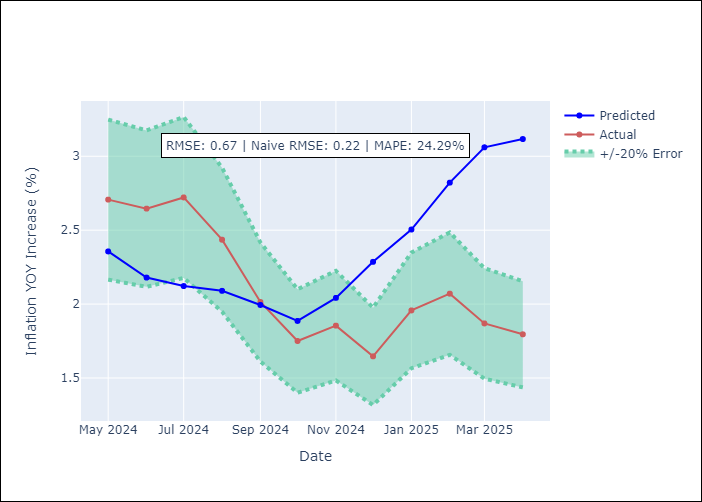 RMSE: 0.67 | Naive RMSE: 0.22 | MAPE: 24.29%
Predicted
Actual
+/-20% Error
Inflation YOY Increase (%)
3
2.5
2
1.5
May 2024
Jul 2024
Sep 2024
Nov 2024
Jan 2025
Mar 2025
Date